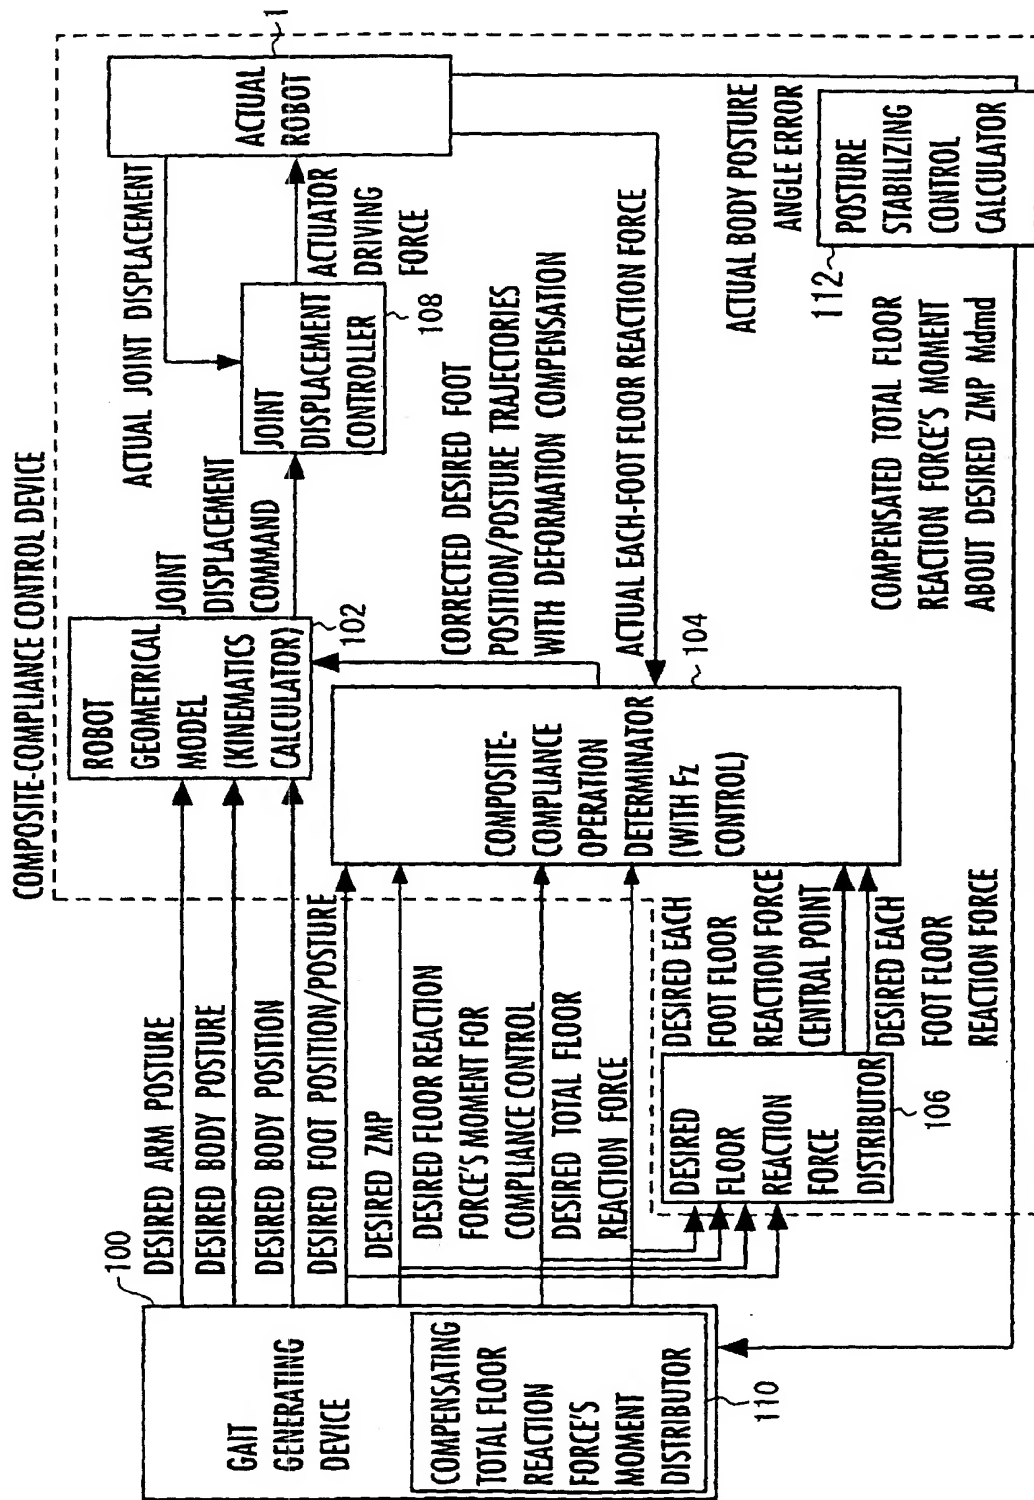 COMPOSITE-COMPLIANCE CONTROL DEVICE
100
GAIT
GENERATING
DEVICE
COMPENSATING
TOTAL FLOOR
REACTION
FORCE'S
MOMENT
DISTRIBUTOR
110
DESIRED ARM POSTURE
DESIRED BODY POSTURE
DESIRED BODY POSITION
DESIRED FOOT POSITION/POSTURE
DESIRED ZMP
DESIRED FLOOR REACTION
FORCE'S MOMENT FOR
COMPLIANCE CONTROL
DESIRED TOTAL FLOOR
REACTION FORCE
DESIRED
FLOOR
REACTION
FORCE
DISTRIBUTOR
106
DESIRED EACH
FOOT FLOOR
REACTION FORCE
CENTRAL POINT
DESIRED EACH
FOOT FLOOR
REACTION FORCE
ROBOT
GEOMETRICAL
MODEL
(KINEMATICS
CALCULATOR)
102
COMPOSITE-
COMPLIANCE
OPERATION
DETERMINATOR
(WITH Fz
CONTROL)
104
JOINT
DISPLACEMENT
COMMAND
CORRECTED DESIRED FOOT
POSITION/POSTURE TRAJECTORIES
WITH DEFORMATION COMPENSATION
ACTUAL EACH-FOOT FLOOR REACTION FORCE
ACTUAL JOINT DISPLACEMENT
JOINT
DISPLACEMENT
CONTROLLER
108
ACTUATOR
DRIVING
FORCE
ACTUAL
ROBOT
1
ACTUAL BODY POSTURE
ANGLE ERROR
112
POSTURE
STABILIZING
CONTROL
CALCULATOR
COMPENSATED TOTAL FLOOR
REACTION FORCE'S MOMENT
ABOUT DESIRED ZMP Mdmd